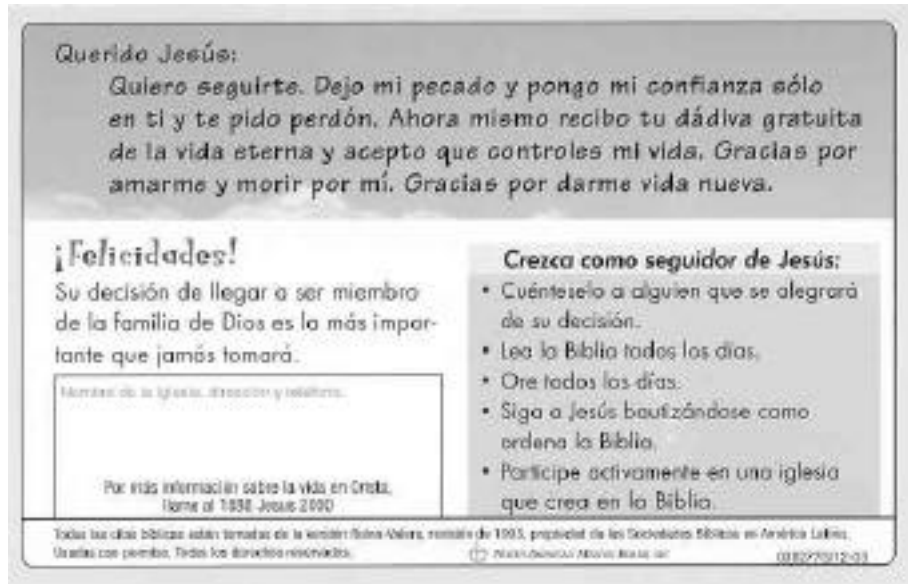 Querido Jesús:
Quiero seguirte. Dejo mi pecado y pongo mi confianza sólo
en ti y te pido perdón. Ahora mismo recibo tu dádiva gratuita
de la vida eterna y acepto que controles mi vida. Gracias por
amarme y morir por mí. Gracias por darme vida nueva.
¡Felicidades!
Su decisión de llegar a ser miembro
de la familia de Dios es la más impor-
tante que jamás tomará.
Nombre de la iglesia, dirección y teléfono.
Por más información sobre la vida en Cristo,
llame al 1 888 Jesus 2000
Crezca como seguidor de Jesús:
• Cuénteselo a alguien que se alegrará
de su decisión.
• Lea la Biblia todos los días.
• Ore todos los días.
• Siga a Jesús bautizándose como
ordena la Biblia.
• Participe activamente en una iglesia
que crea en la Biblia.
Todas las citas bíblicas están tomadas de la versión Reina-Valera, revisión de 1995, propiedad de las Sociedades Bíblicas en América Latina.
Usadas con permiso. Todos los derechos reservados.